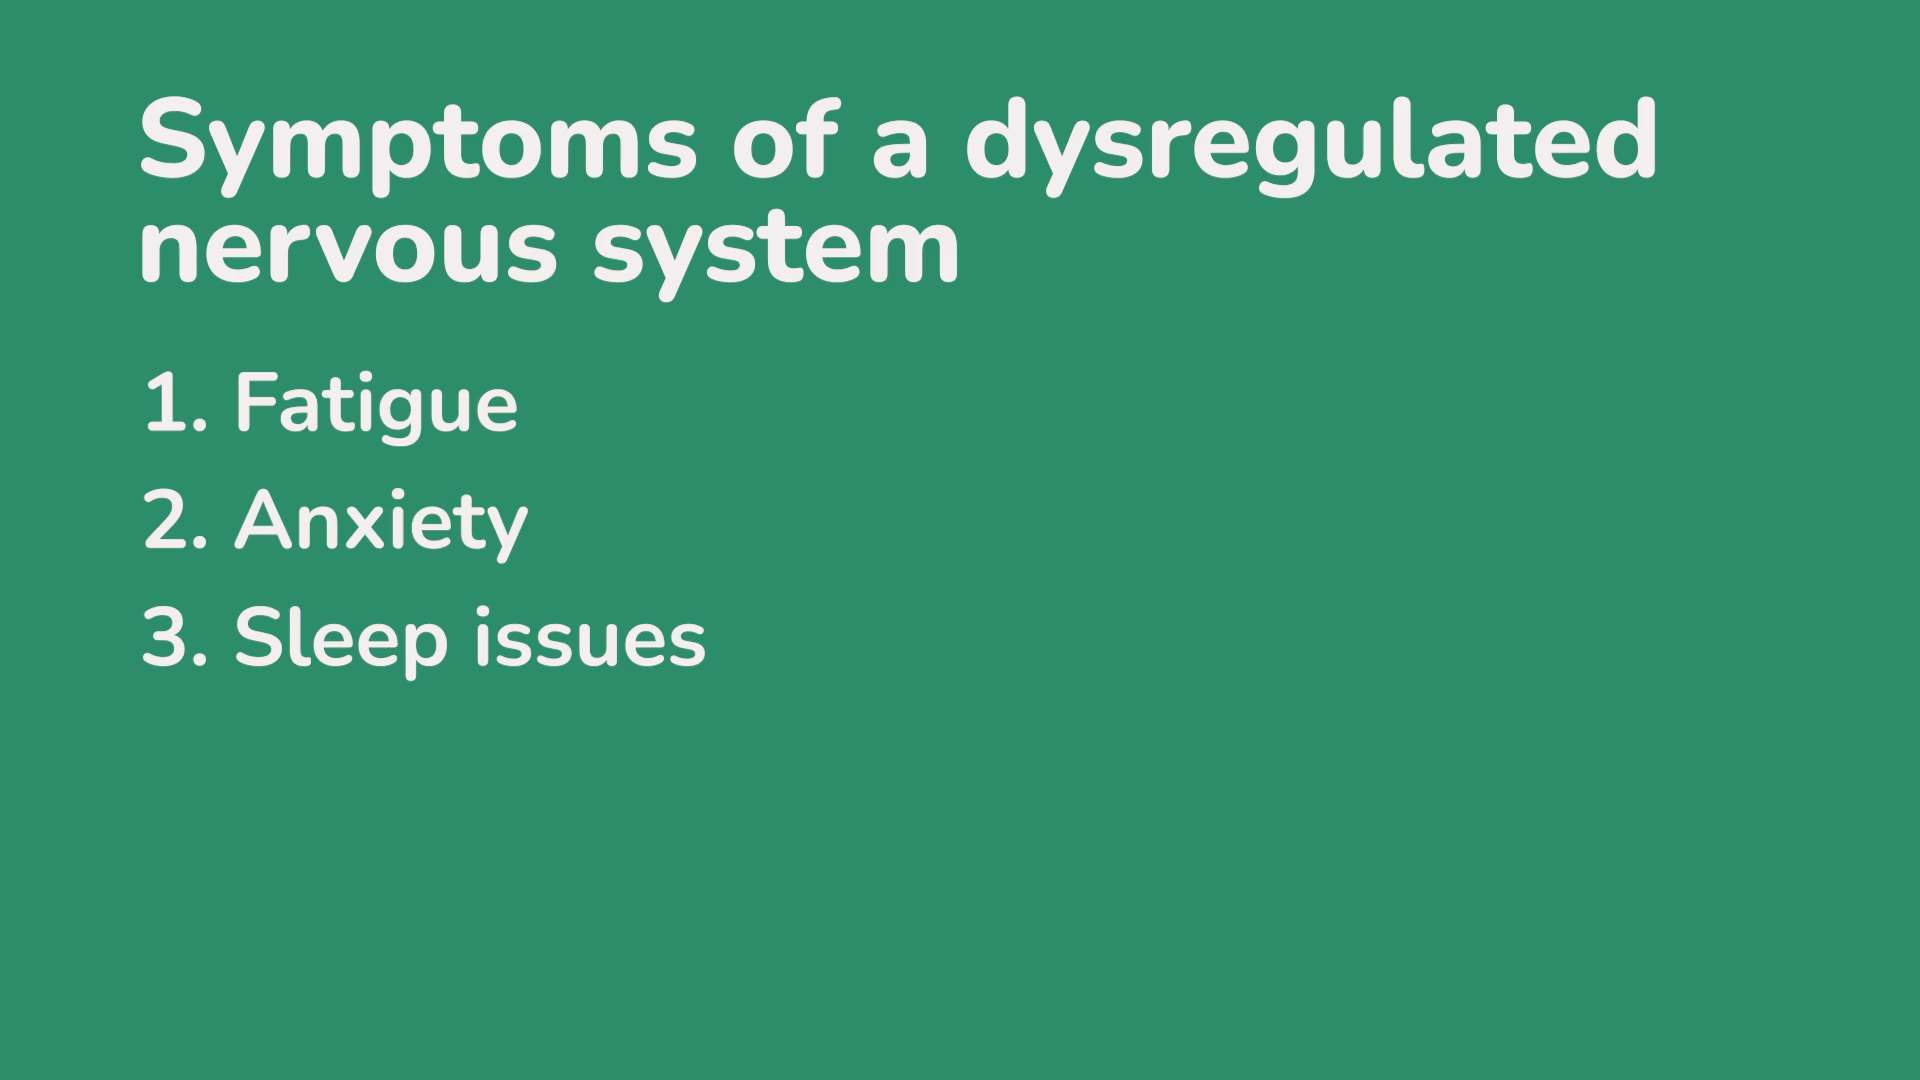 Symptoms of a dysregulated
nervous system
1. Fatigue
2. Anxiety
3. Sleep issues